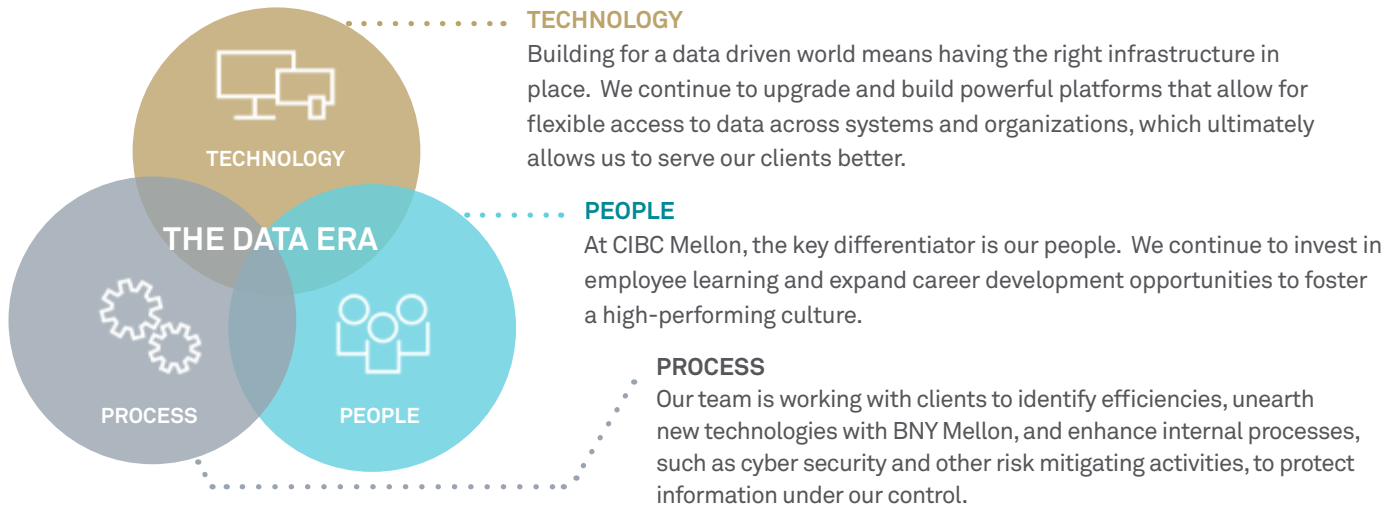 TECHNOLOGY
Building for a data driven world means having the right infrastructure in
place. We continue to upgrade and build powerful platforms that allow for
flexible access to data across systems and organizations, which ultimately
allows us to serve our clients better.
TECHNOLOGY
PEOPLE
At CIBC Mellon, the key differentiator is our people. We continue to invest in
employee learning and expand career development opportunities to foster
a high-performing culture.
THE DATA ERA
PROCESS
Our team is working with clients to identify efficiencies, unearth
new technologies with BNY Mellon, and enhance internal processes,
such as cyber security and other risk mitigating activities, to protect
information under our control.
PROCESS
PEOPLE